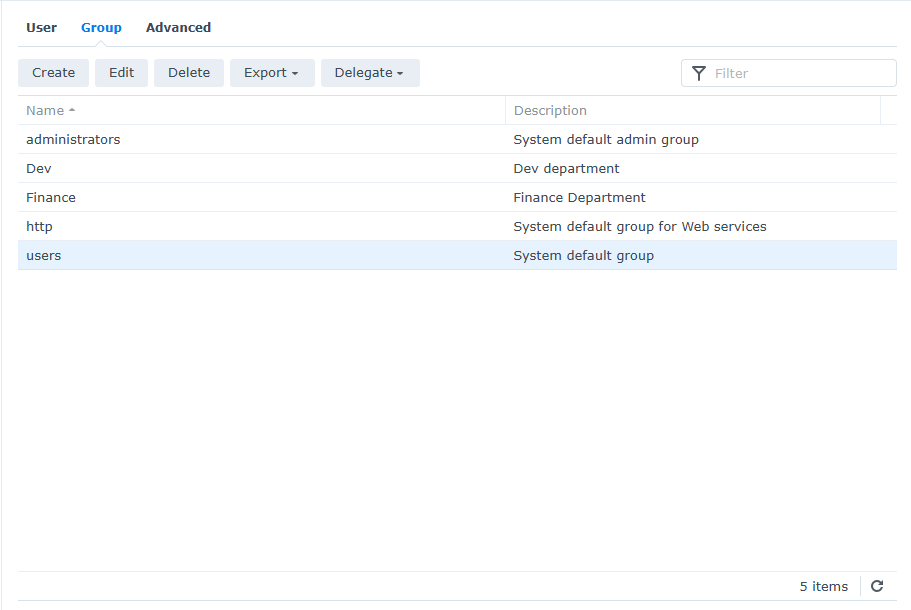 User Group Advanced
Create Edit Delete Export Delegate Filter
Name Description
administrators System default admin group
Dev Dev department
Finance Finance Department
http System default group for Web services
users System default group
5 items